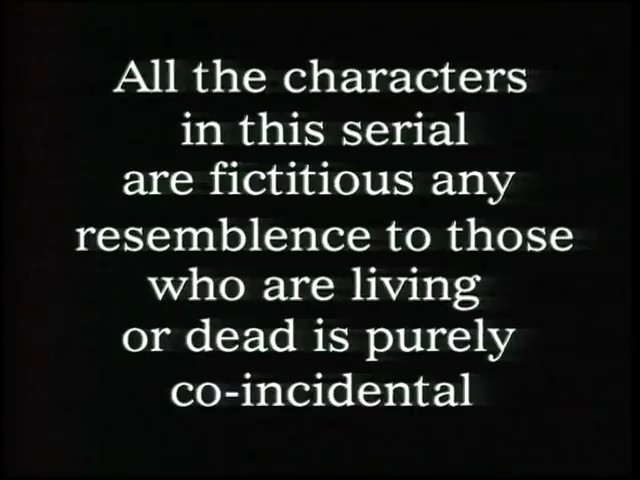 All the characters
in this serial
are fictitious any
resemblence to those
who are living
or dead is purely
co-incidental